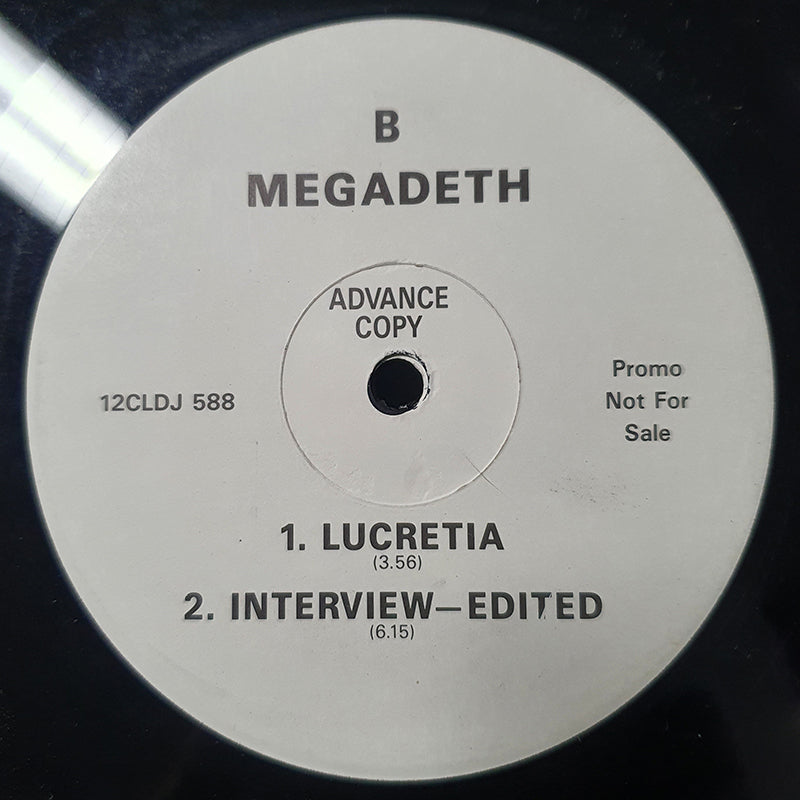 B
MEGADETH
ADVANCE
COPY
12CLDJ 588
Promo
Not For
Sale
1. LUCRETIA
(3.56)
2. INTERVIEW—EDITED
(6.15)